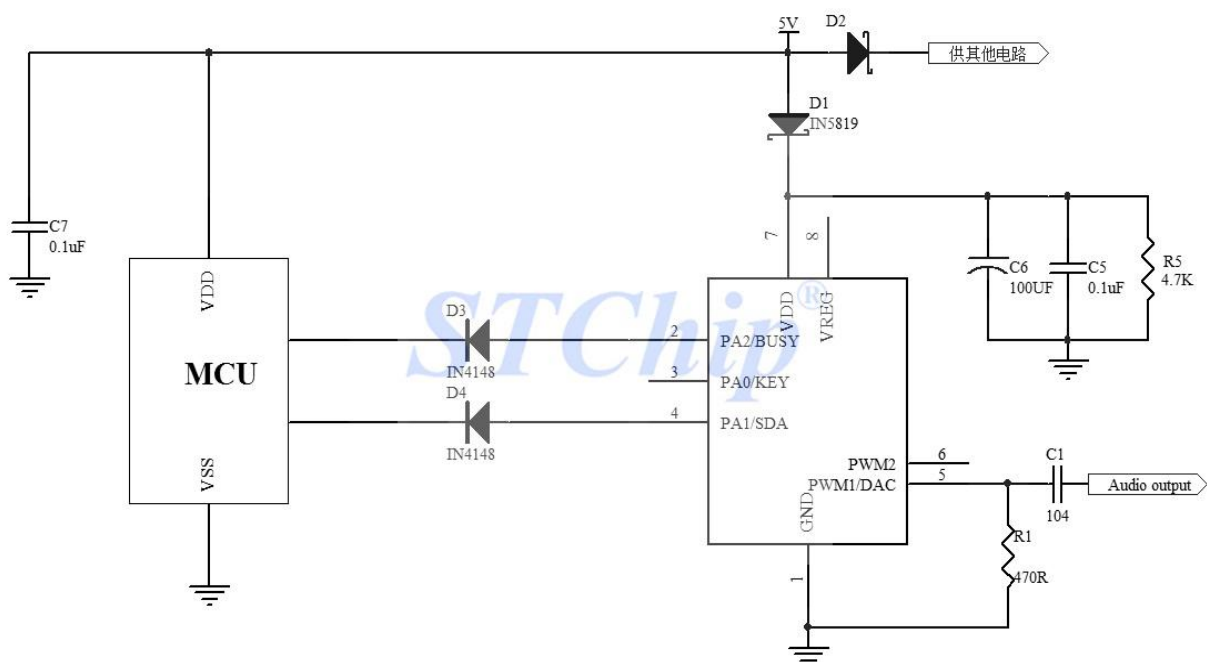 5V
D2
供其他电路
D1
IN5819
C7
0.1uF
7
8
C6
100UF
C5
0.1uF
R5
4.7K
VDD
VDD
VREG
STChip®
D3
IN4148
2
PA2/BUSY
MCU
3
PA0/KEY
D4
IN4148
4
PA1/SDA
VSS
PWM2
6
PWM1/DAC
5
C1
104
Audio output
GND
R1
470R
1